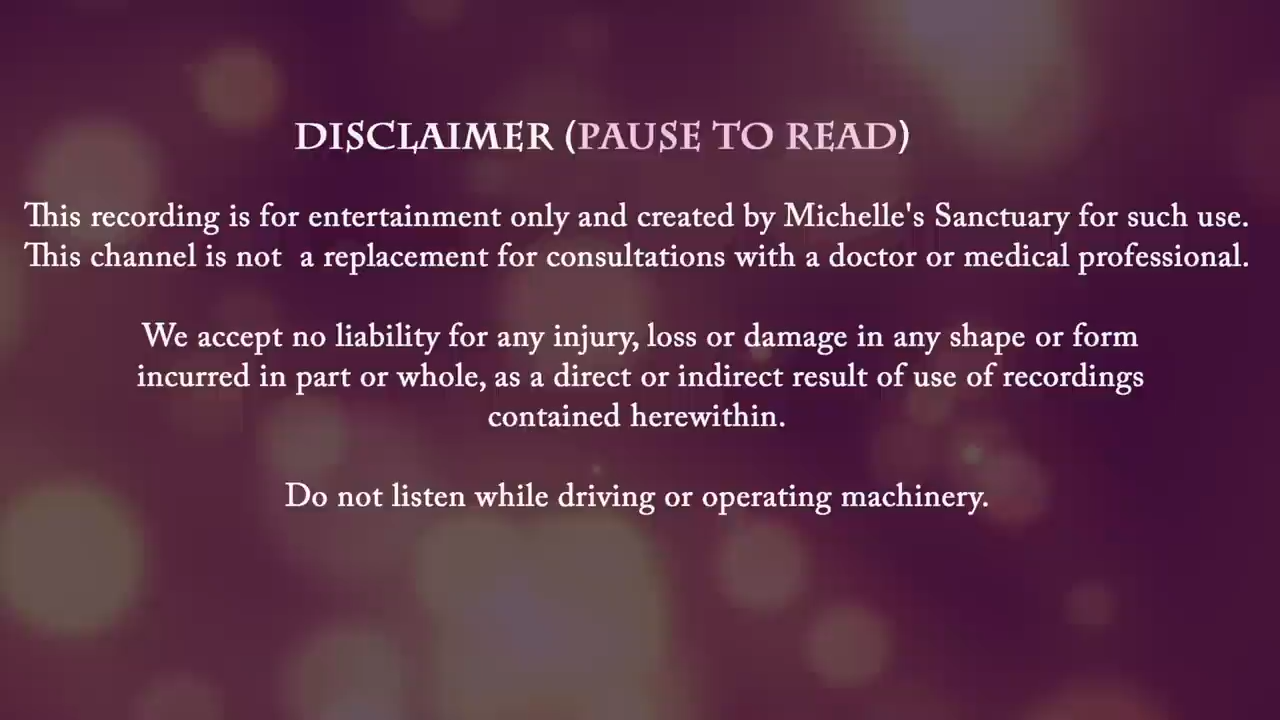 DISCLAIMER (PAUSE TO READ)
This recording is for entertainment only and created by Michelle's Sanctuary for such use.
This channel is not  a replacement for consultations with a doctor or medical professional.
We accept no liability for any injury, loss or damage in any shape or form
incurred in part or whole, as a direct or indirect result of use of recordings
contained herewithin.
Do not listen while driving or operating machinery.